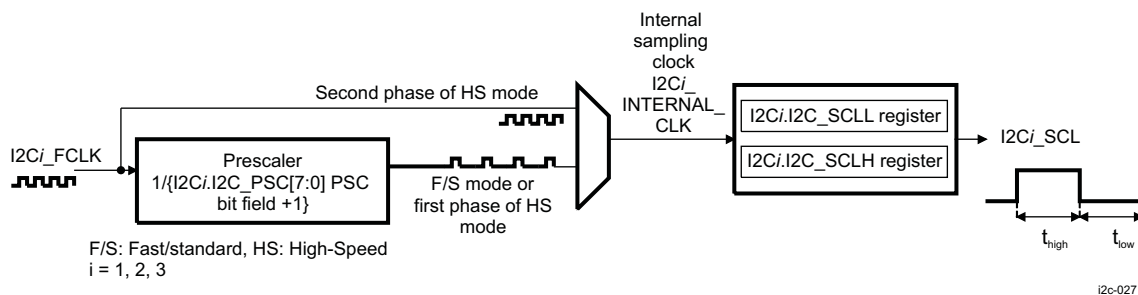 Internal
sampling
clock
I2Ci_
INTERNAL_
CLK
Second phase of HS mode
I2Ci_FCLK
Prescaler
1/{I2Ci.I2C_PSC[7:0] PSC
bit field +1}
F/S mode or
first phase of HS
mode
I2Ci.I2C_SCLL register
I2Ci.I2C_SCLH register
I2Ci_SCL
thigh
tlow
F/S: Fast/standard, HS: High-Speed
i = 1, 2, 3
i2c-027